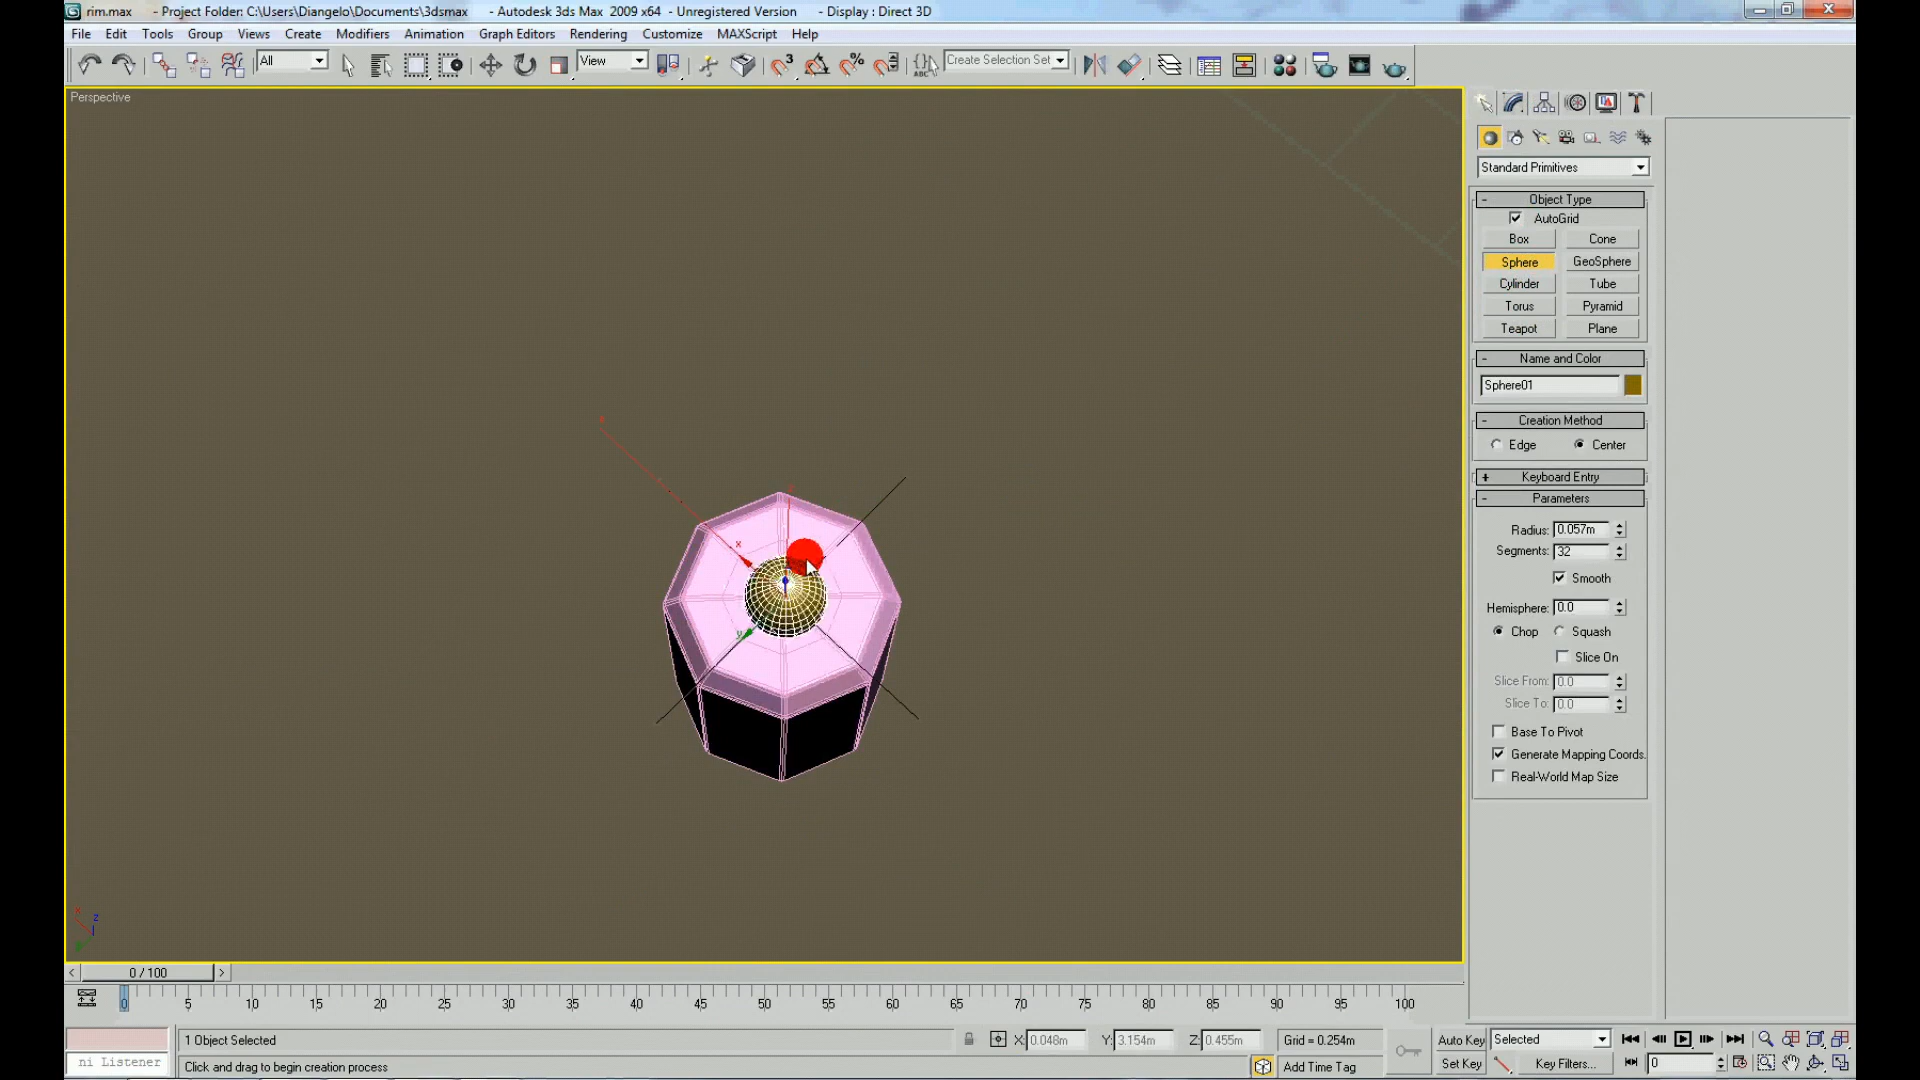 rim.max - Project Folder: C:\Users\Diangelo\Documents\3dsmax - Autodesk 3ds Max 2009 x64 - Unregistered Version - Display : Direct 3D
File Edit Tools Group Views Create Modifiers Animation Graph Editors Rendering Customize MAXScript Help
All View 3 % ABC Create Selection Set
Perspective
Standard Primitives
- Object Type
AutoGrid
Box Cone
Sphere GeoSphere
Cylinder Tube
Torus Pyramid
Teapot Plane
- Name and Color
Sphere01
- Creation Method
Edge Center
+ Keyboard Entry
- Parameters
Radius: 0.057m
Segments: 32
Smooth
Hemisphere: 0.0
Chop Squash
Slice On
Slice From: 0.0
Slice To: 0.0
Base To Pivot
Generate Mapping Coords.
Real-World Map Size
x
x
y
x z
< 0 / 100 >
0 5 10 15 20 25 30 35 40 45 50 55 60 65 70 75 80 85 90 95 100
1 Object Selected X: 0.048m Y: 3.154m Z: 0.455m Grid = 0.254m Auto Key Selected
ni Listener Click and drag to begin creation process Add Time Tag Set Key Key Filters... 0